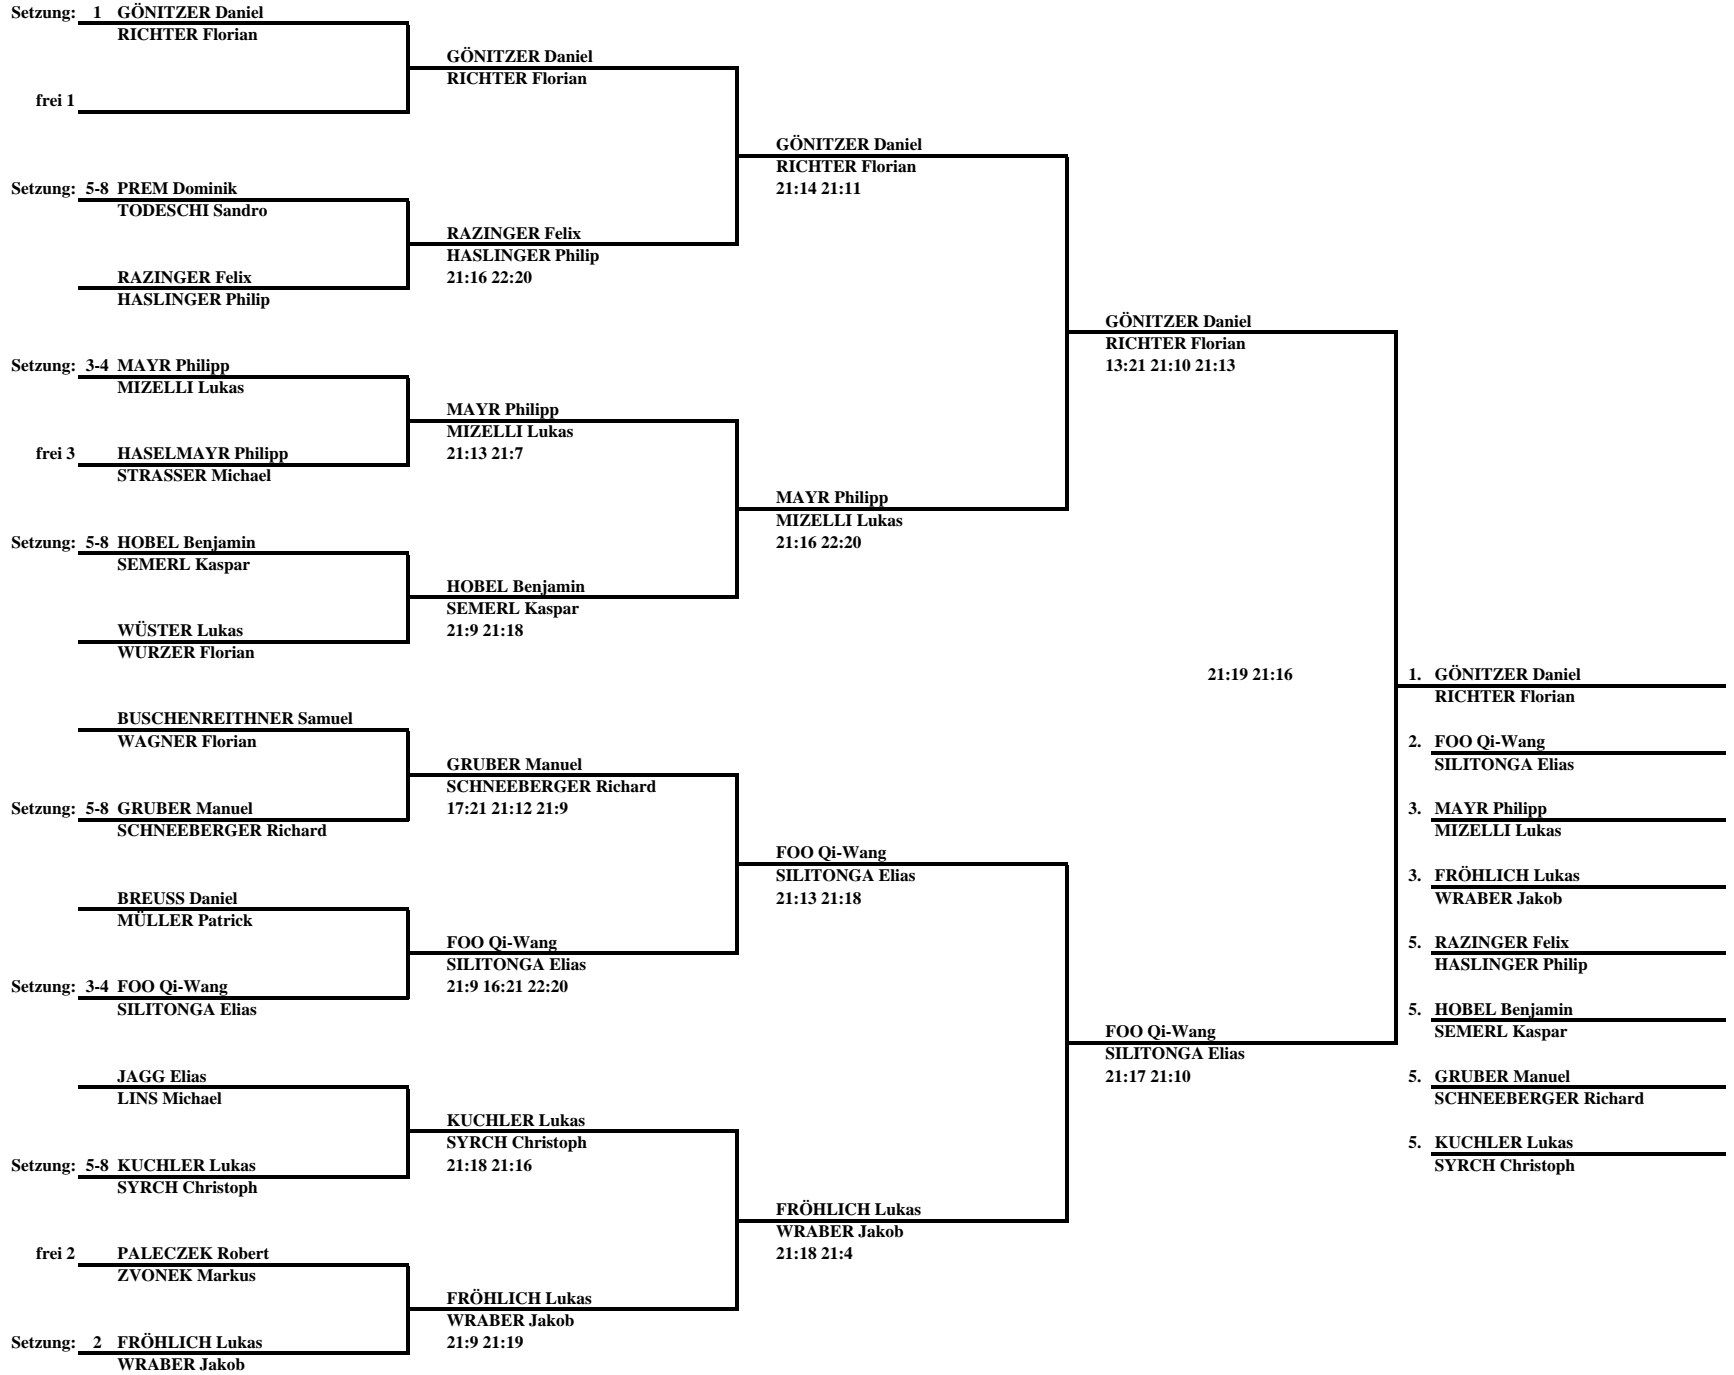 Setzung: 1 GÖNITZER Daniel
RICHTER Florian
frei 1
Setzung: 5-8 PREM Dominik
TODESCHI Sandro
RAZINGER Felix
HASLINGER Philip
Setzung: 3-4 MAYR Philipp
MIZELLI Lukas
frei 3 HASELMAYR Philipp
STRASSER Michael
Setzung: 5-8 HOBEL Benjamin
SEMERL Kaspar
WÜSTER Lukas
WURZER Florian
BUSCHENREITHNER Samuel
WAGNER Florian
Setzung: 5-8 GRUBER Manuel
SCHNEEBERGER Richard
BREUSS Daniel
MÜLLER Patrick
Setzung: 3-4 FOO Qi-Wang
SILITONGA Elias
JAGG Elias
LINS Michael
Setzung: 5-8 KUCHLER Lukas
SYRCH Christoph
frei 2 PALECZEK Robert
ZVONEK Markus
Setzung: 2 FRÖHLICH Lukas
WRABER Jakob
GÖNITZER Daniel
RICHTER Florian
RAZINGER Felix
HASLINGER Philip
21:16 22:20
MAYR Philipp
MIZELLI Lukas
21:13 21:7
HOBEL Benjamin
SEMERL Kaspar
21:9 21:18
GRUBER Manuel
SCHNEEBERGER Richard
17:21 21:12 21:9
FOO Qi-Wang
SILITONGA Elias
21:9 16:21 22:20
KUCHLER Lukas
SYRCH Christoph
21:18 21:16
FRÖHLICH Lukas
WRABER Jakob
21:9 21:19
GÖNITZER Daniel
RICHTER Florian
21:14 21:11
MAYR Philipp
MIZELLI Lukas
21:16 22:20
FOO Qi-Wang
SILITONGA Elias
21:13 21:18
FRÖHLICH Lukas
WRABER Jakob
21:18 21:4
GÖNITZER Daniel
RICHTER Florian
13:21 21:10 21:13
FOO Qi-Wang
SILITONGA Elias
21:17 21:10
21:19 21:16
1. GÖNITZER Daniel
RICHTER Florian
2. FOO Qi-Wang
SILITONGA Elias
3. MAYR Philipp
MIZELLI Lukas
3. FRÖHLICH Lukas
WRABER Jakob
5. RAZINGER Felix
HASLINGER Philip
5. HOBEL Benjamin
SEMERL Kaspar
5. GRUBER Manuel
SCHNEEBERGER Richard
5. KUCHLER Lukas
SYRCH Christoph